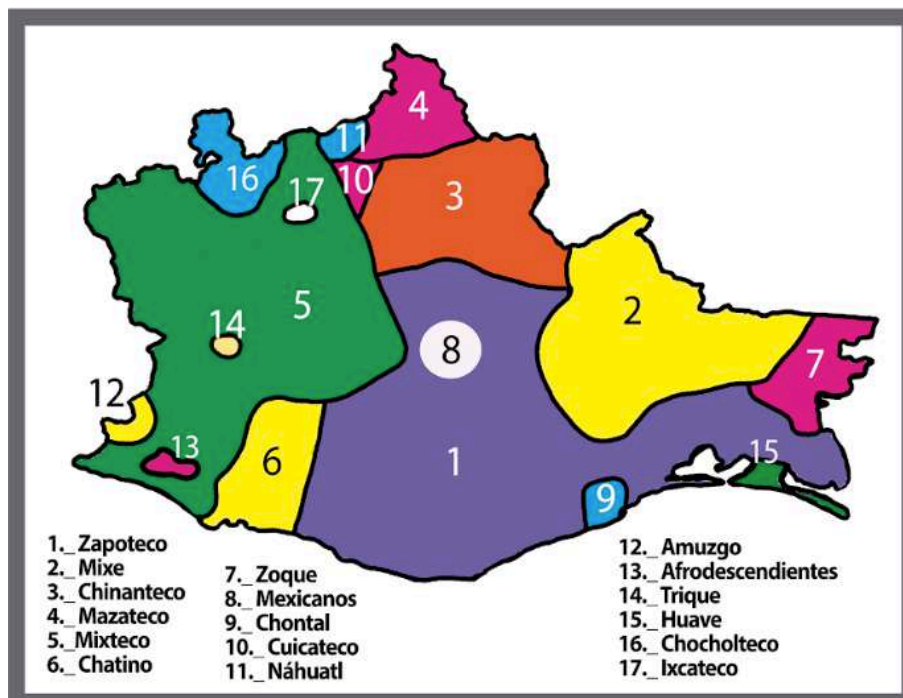 4
11
16
10
17
3
5
2
14
8
7
12
13
6
1
15
9
1._Zapoteco
2._ Mixe
3._ Chinanteco
4._ Mazateco
5._Mixteco
6._ Chatino
7._ Zoque
8._ Mexicanos
9._ Chontal
10._ Cuicateco
11._ Náhuatl
12._ Amuzgo
13._ Afrodescendientes
14._ Trique
15._ Huave
16._ Chocholteco
17._ Ixcateco